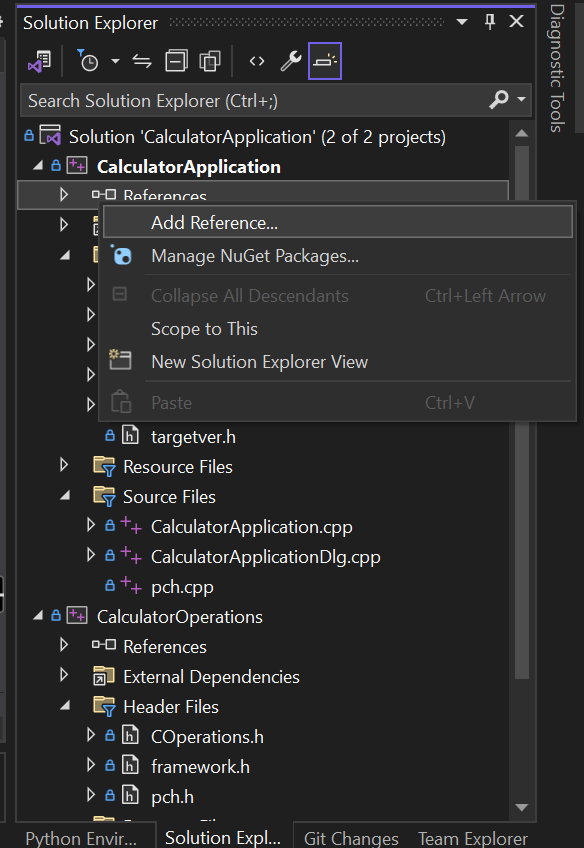 Solution Explorer
Search Solution Explorer (Ctrl+;)
Solution 'CalculatorApplication' (2 of 2 projects)
CalculatorApplication
References
Add Reference...
Manage NuGet Packages...
Collapse All Descendants Ctrl+Left Arrow
Scope to This
New Solution Explorer View
Paste Ctrl+V
targetver.h
Resource Files
Source Files
CalculatorApplication.cpp
CalculatorApplicationDlg.cpp
pch.cpp
CalculatorOperations
References
External Dependencies
Header Files
COperations.h
framework.h
pch.h
Python Envir... Solution Expl... Git Changes Team Explorer
Diagnostic Tools